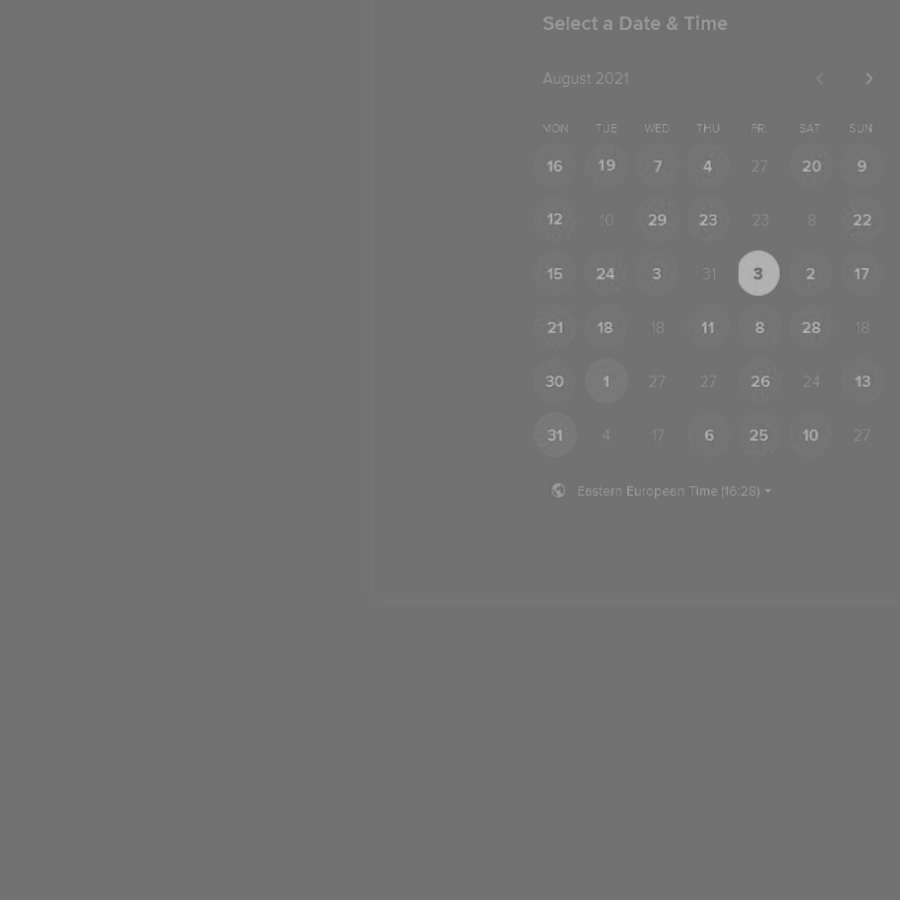 Select a Date & Time
August 2021
MON TUE WED THU FRI SAT SUN
16 19 7 4 27 20 9
12 10 29 23 23 8 22
15 24 3 31 3 2 17
21 18 18 11 8 28 18
30 1 27 27 26 24 13
31 4 17 6 25 10 27
Eastern European Time (16:28)